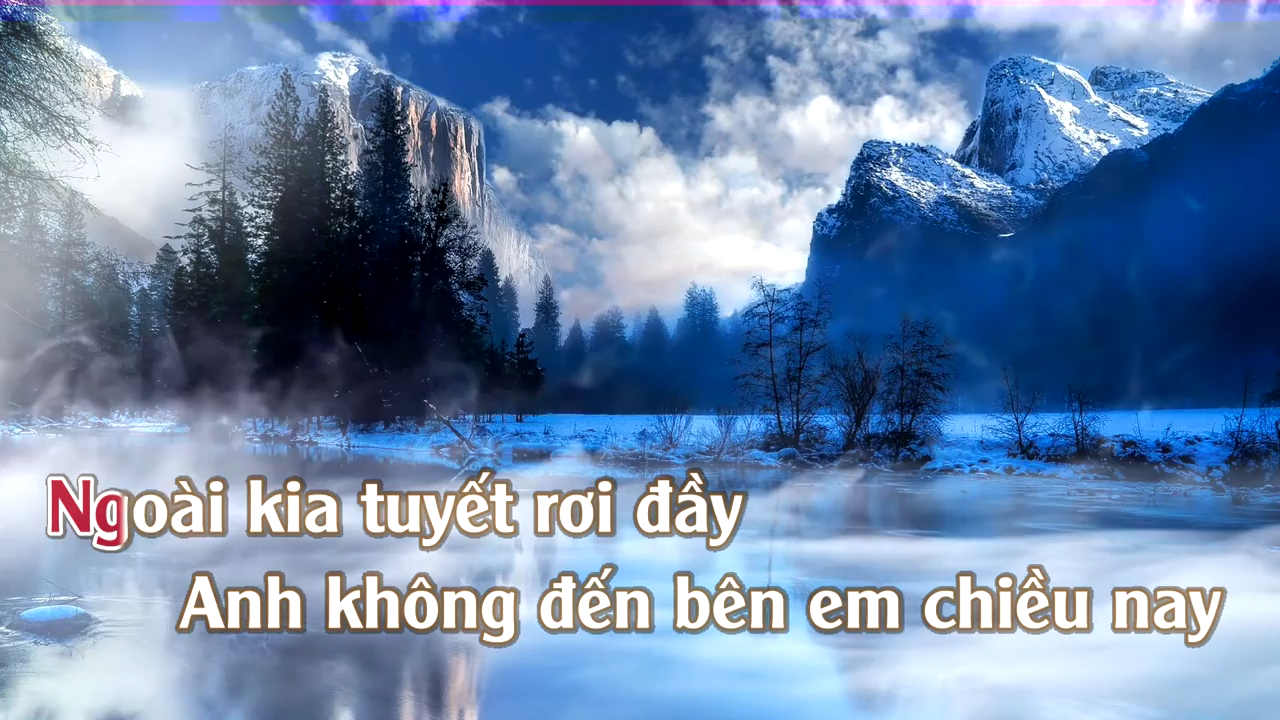 Ngoài kia tuyết rơi đầy
Anh không đến bên em chiều nay